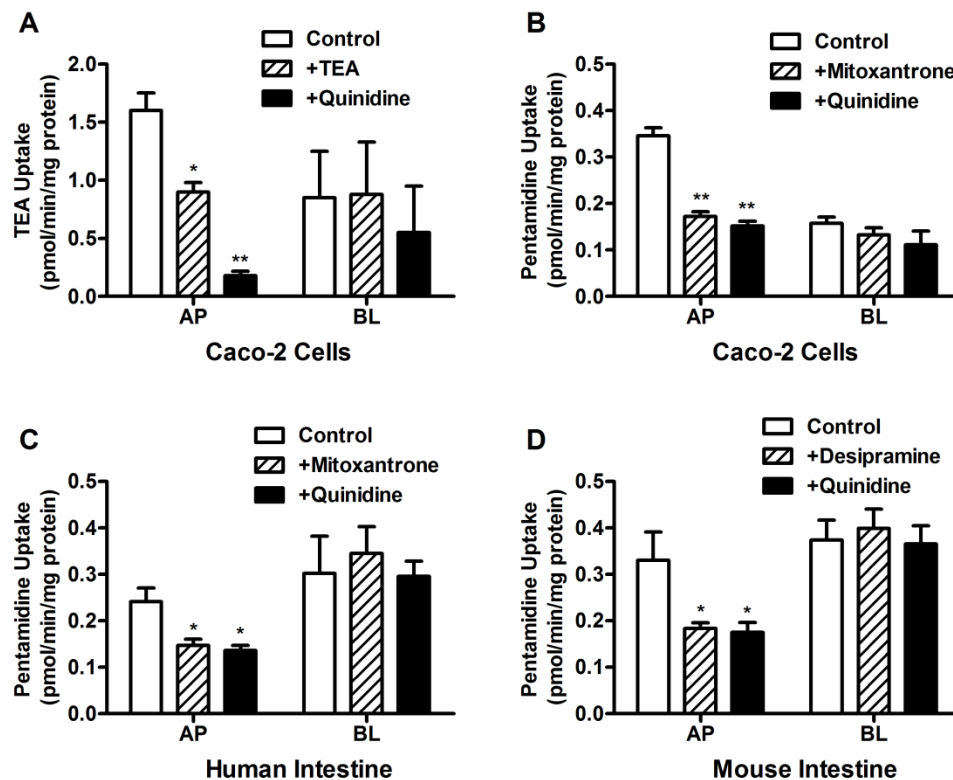 A
Control
+TEA
+Quinidine
TEA Uptake
(pmol/min/mg protein)
2.0
1.5
1.0
0.5
0.0
*
**
AP
BL
Caco-2 Cells
B
Control
+Mitoxantrone
+Quinidine
Pentamidine Uptake
(pmol/min/mg protein)
0.5
0.4
0.3
0.2
0.1
0.0
**
**
AP
BL
Caco-2 Cells
C
Control
+Mitoxantrone
+Quinidine
Pentamidine Uptake
(pmol/min/mg protein)
0.5
0.4
0.3
0.2
0.1
0.0
*
*
AP
BL
Human Intestine
D
Control
+Desipramine
+Quinidine
Pentamidine Uptake
(pmol/min/mg protein)
0.5
0.4
0.3
0.2
0.1
0.0
*
*
AP
BL
Mouse Intestine